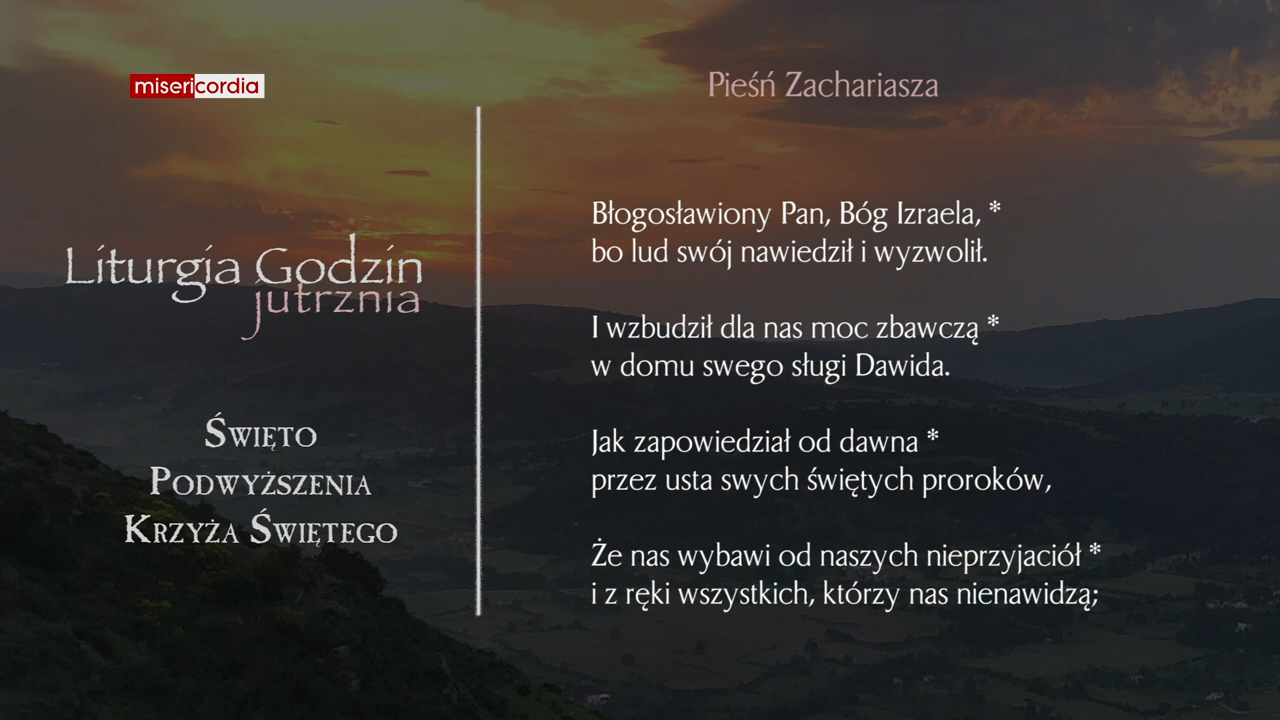 misericordia
Liturgia Godzin
jutrznia
Święto
Podwyższenia
Krzyża Świętego
Pieśń Zachariasza
Błogosławiony Pan, Bóg Izraela, *
bo lud swój nawiedził i wyzwolił.
I wzbudził dla nas moc zbawczą *
w domu swego sługi Dawida.
Jak zapowiedział od dawna *
przez usta swych świętych proroków,
Że nas wybawi od naszych nieprzyjaciół *
i z ręki wszystkich, którzy nas nienawidzą;